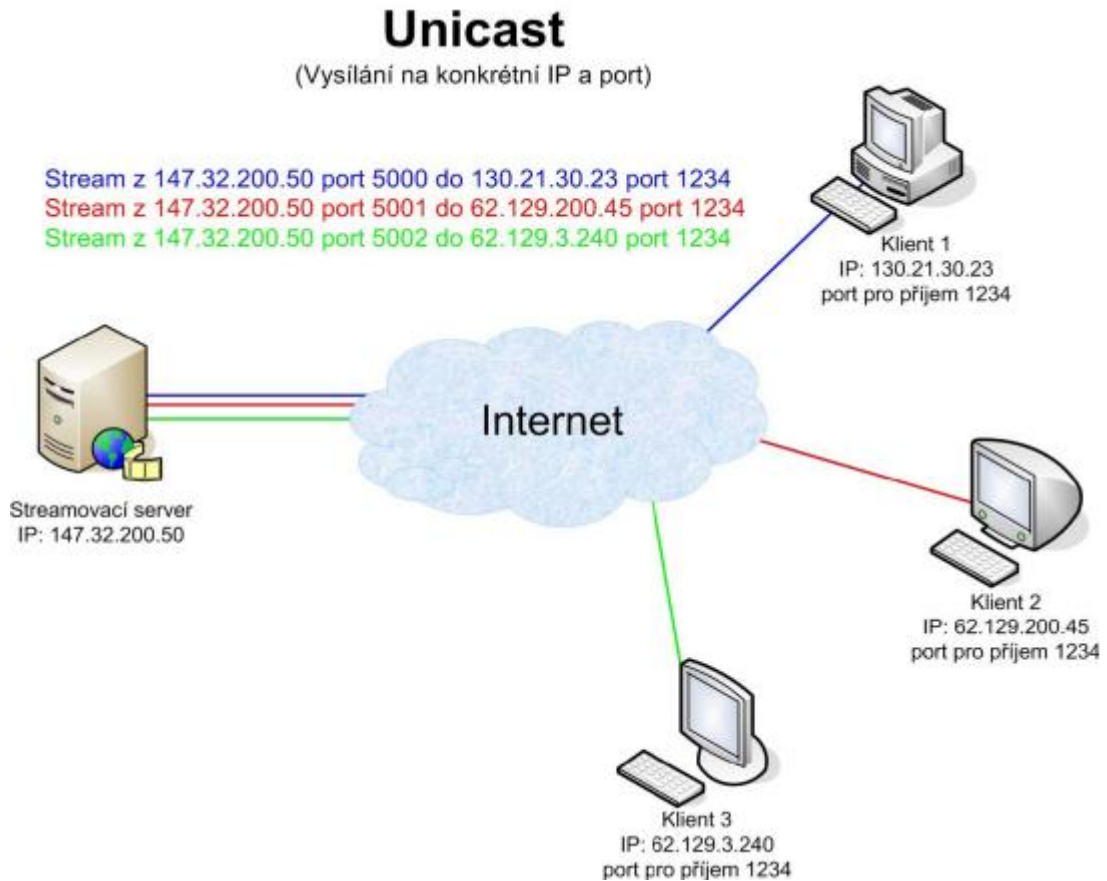 Unicast
(Vysílání na konkrétní IP a port)
Stream z 147.32.200.50 port 5000 do 130.21.30.23 port 1234
Stream z 147.32.200.50 port 5001 do 62.129.200.45 port 1234
Stream z 147.32.200.50 port 5002 do 62.129.3.240 port 1234
Klient 1
IP: 130.21.30.23
port pro příjem 1234
Internet
Streamovací server
IP: 147.32.200.50
Klient 2
IP: 62.129.200.45
port pro příjem 1234
Klient 3
IP: 62.129.3.240
port pro příjem 1234